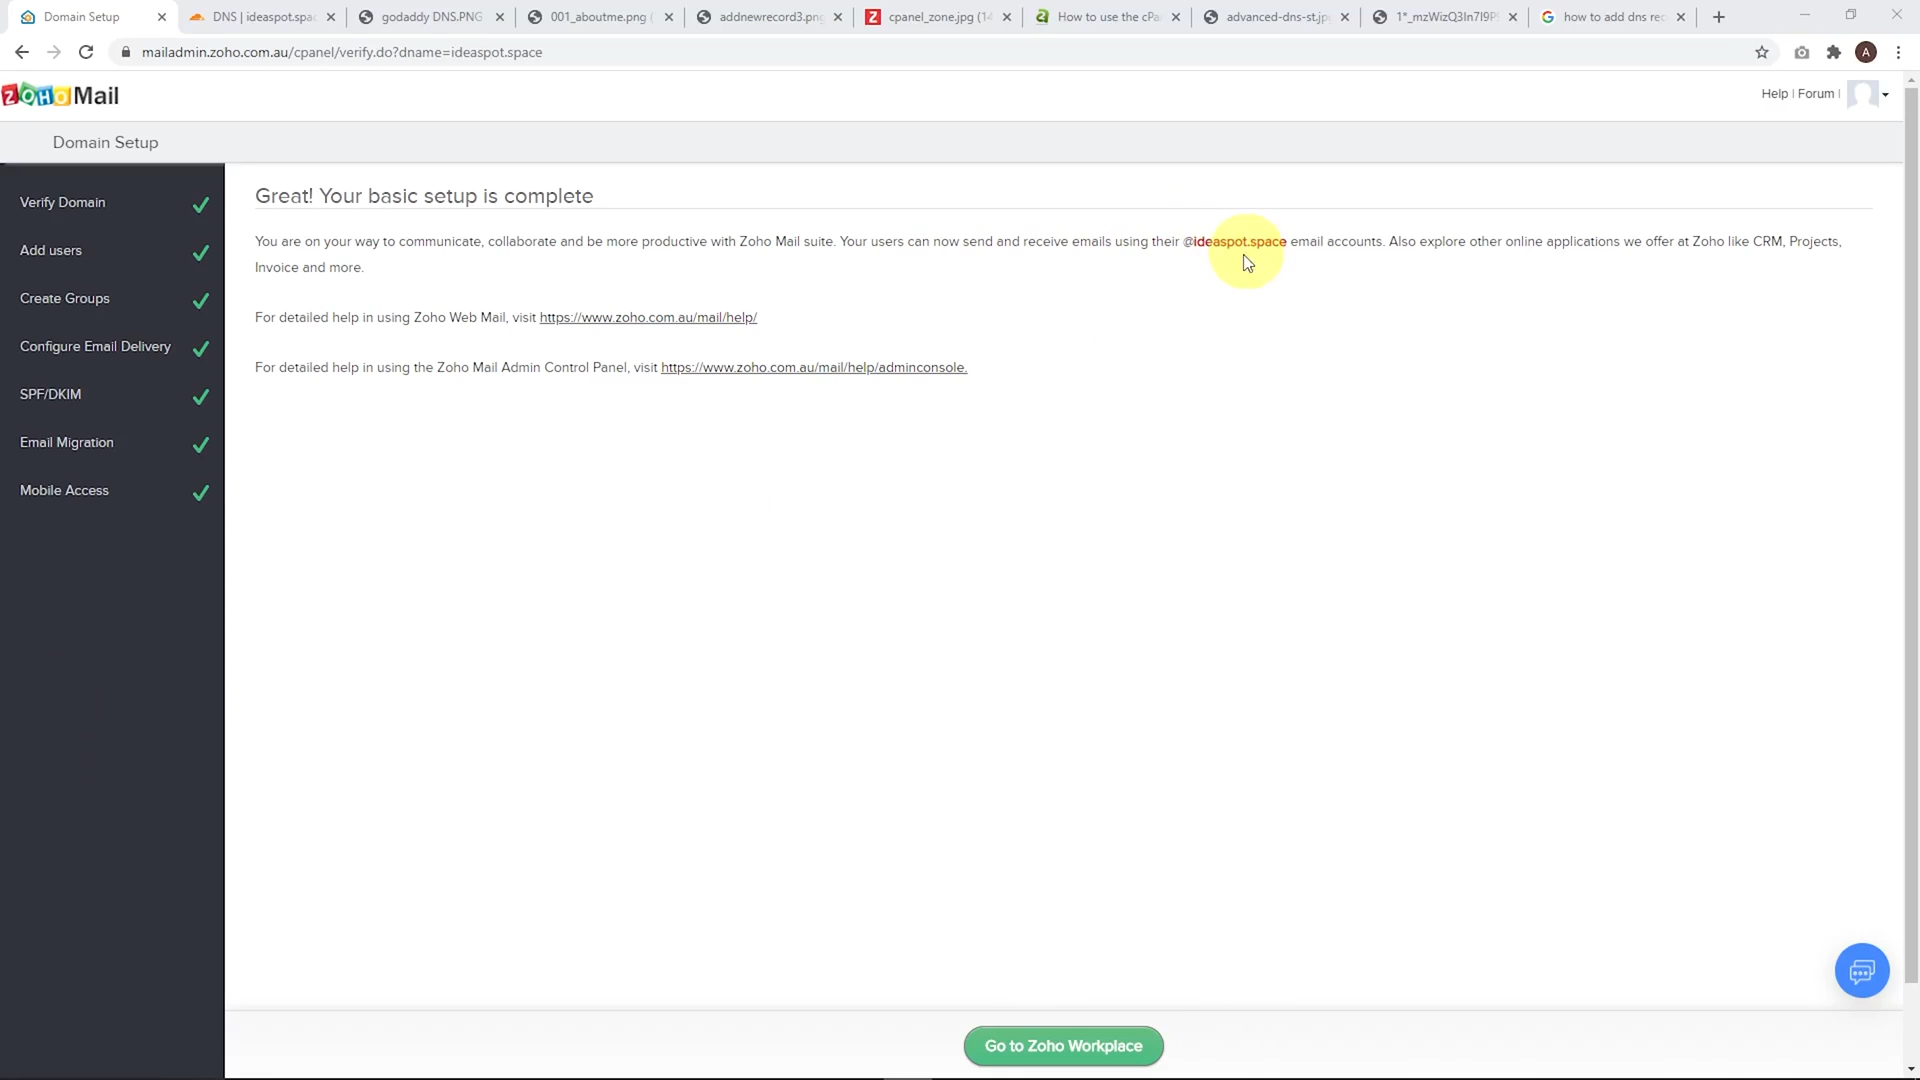 Domain Setup
DNS | ideaspot.spac
godaddy DNS.PNG
001_aboutme.png (
addnewrecord3.png
cpanel_zone.jpg (14
How to use the cPa
advanced-dns-st.jp
how to add dns rec
mailadmin.zoho.com.au/cpanel/verify.do?dname=ideaspot.space
A
ZOHO Mail
Help | Forum |
Domain Setup
Verify Domain
Add users
Create Groups
Configure Email Delivery
SPF/DKIM
Email Migration
Mobile Access
Great! Your basic setup is complete
You are on your way to communicate, collaborate and be more productive with Zoho Mail suite. Your users can now send and receive emails using their @ideaspot.space email accounts. Also explore other online applications we offer at Zoho like CRM, Projects,
Invoice and more.
For detailed help in using Zoho Web Mail, visit https://www.zoho.com.au/mail/help/
For detailed help in using the Zoho Mail Admin Control Panel, visit https://www.zoho.com.au/mail/help/adminconsole.
Go to Zoho Workplace